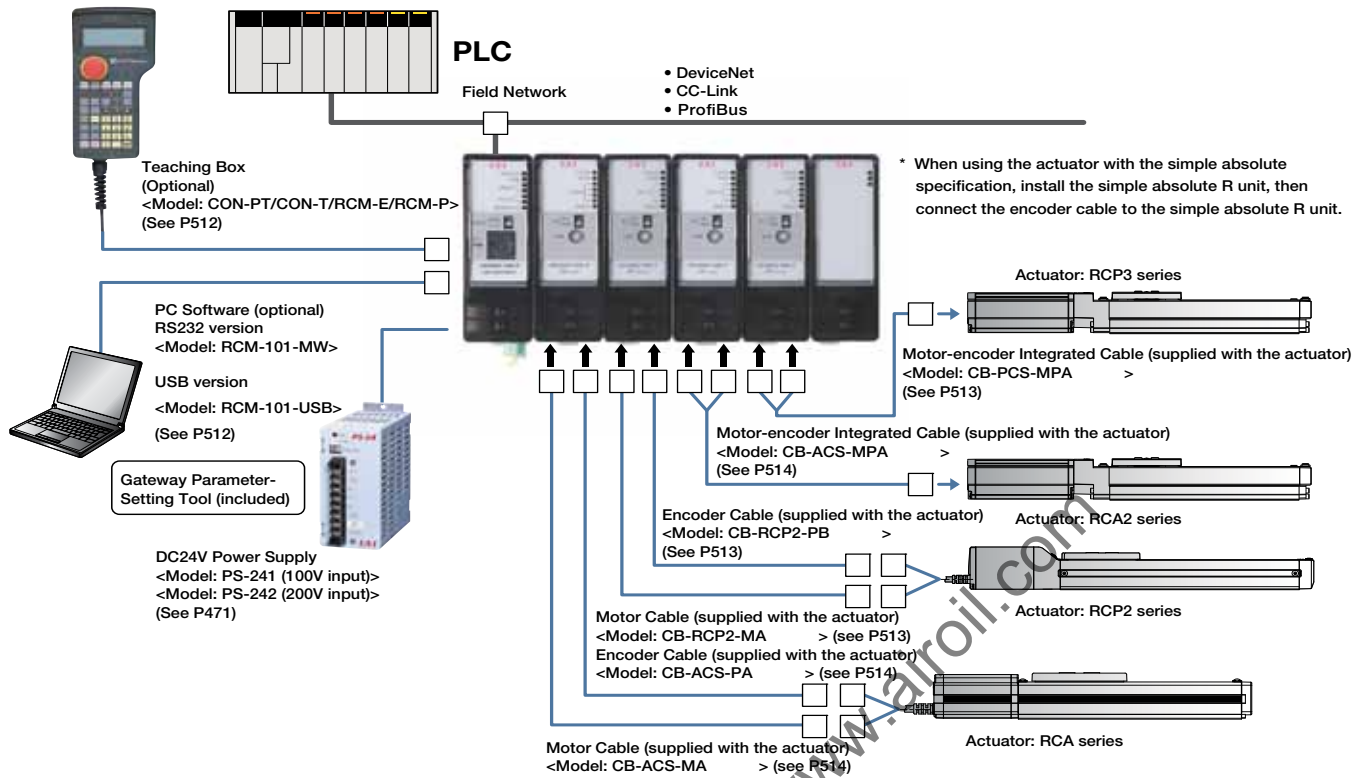 PLC
Field Network
• DeviceNet
• CC-Link
• ProfiBus
Teaching Box
(Optional)
<Model: CON-PT/CON-T/RCM-E/RCM-P>
(See P512)
* When using the actuator with the simple absolute
specification, install the simple absolute R unit, then
connect the encoder cable to the simple absolute R unit.
PC Software (optional)
RS232 version
<Model: RCM-101-MW>
USB version
<Model: RCM-101-USB>
(See P512)
Gateway Parameter-
Setting Tool (included)
DC24V Power Supply
<Model: PS-241 (100V input)>
<Model: PS-242 (200V input)>
(See P471)
Actuator: RCP3 series
Motor-encoder Integrated Cable (supplied with the actuator)
<Model: CB-PCS-MPA >
(See P513)
Motor-encoder Integrated Cable (supplied with the actuator)
<Model: CB-ACS-MPA >
(See P514)
Actuator: RCA2 series
Encoder Cable (supplied with the actuator)
<Model: CB-RCP2-PB >
(See P513)
Actuator: RCP2 series
Motor Cable (supplied with the actuator)
<Model: CB-RCP2-MA > (see P513)
Encoder Cable (supplied with the actuator)
<Model: CB-ACS-PA > (see P514)
Actuator: RCA series
Motor Cable (supplied with the actuator)
<Model: CB-ACS-MA > (see P514)
www.airoil.com